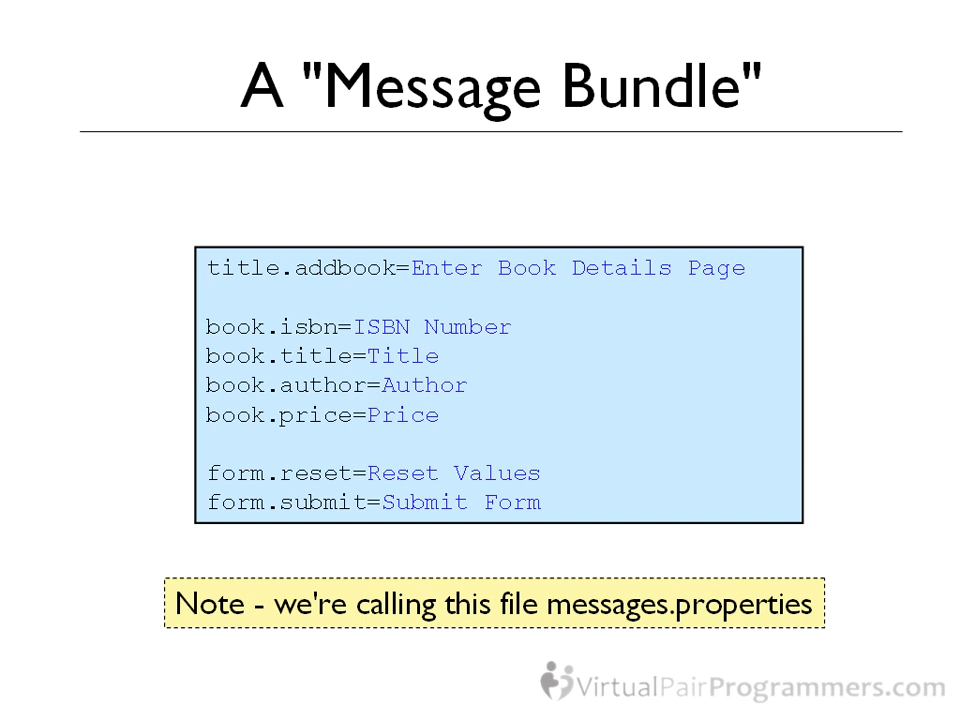 A "Message Bundle"
title.addbook=Enter Book Details Page
book.isbn=ISBN Number
book.title=Title
book.author=Author
book.price=Price
form.reset=Reset Values
form.submit=Submit Form
Note - we're calling this file messages.properties
VirtualPairProgrammers.com